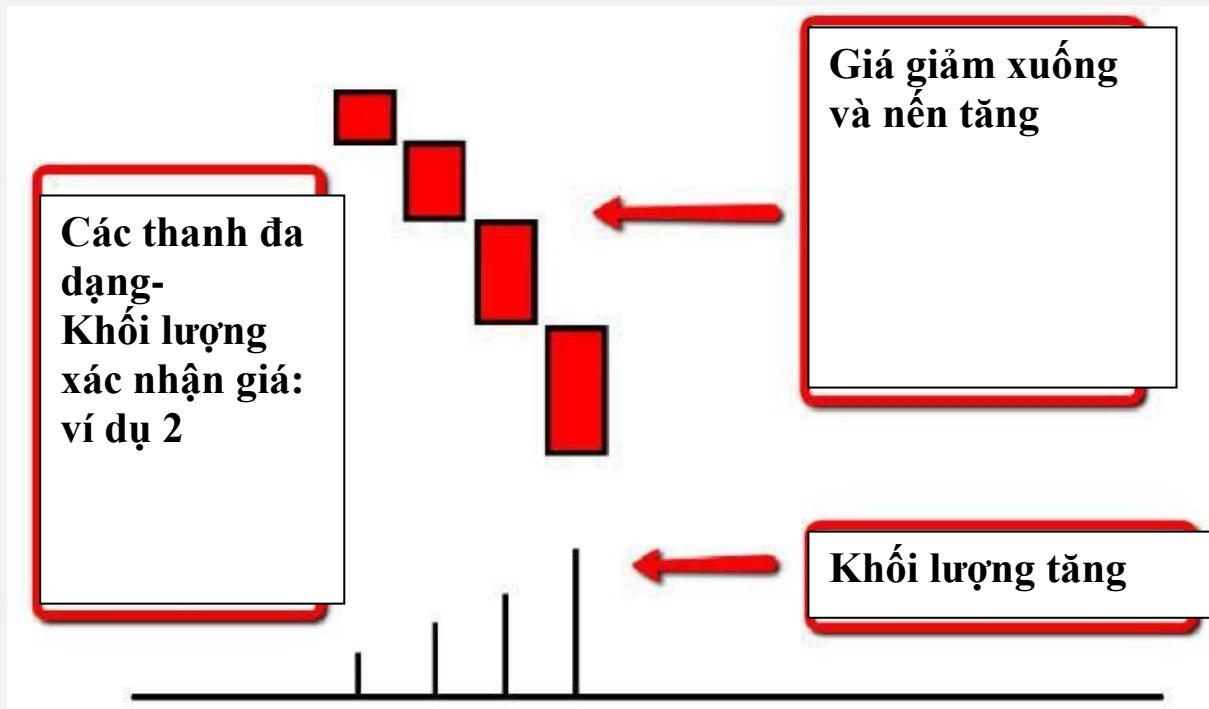 Giá giảm xuống
và nến tăng
Các thanh đa
dạng-
Khối lượng
xác nhận giá:
ví dụ 2
Khối lượng tăng